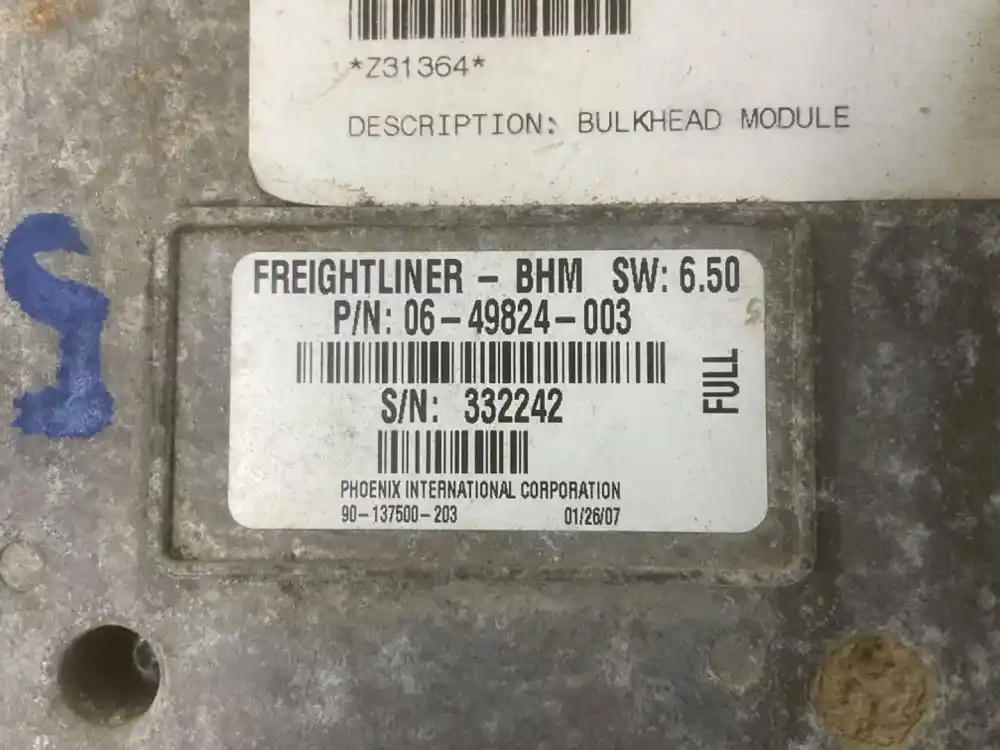 *Z31364*
DESCRIPTION: BULKHEAD MODULE
FREIGHTLINER - BHM SW: 6.50
P/N: 06-49824-003
FULL
S/N: 332242
PHOENIX INTERNATIONAL CORPORATION
90-137500-203 01/26/07